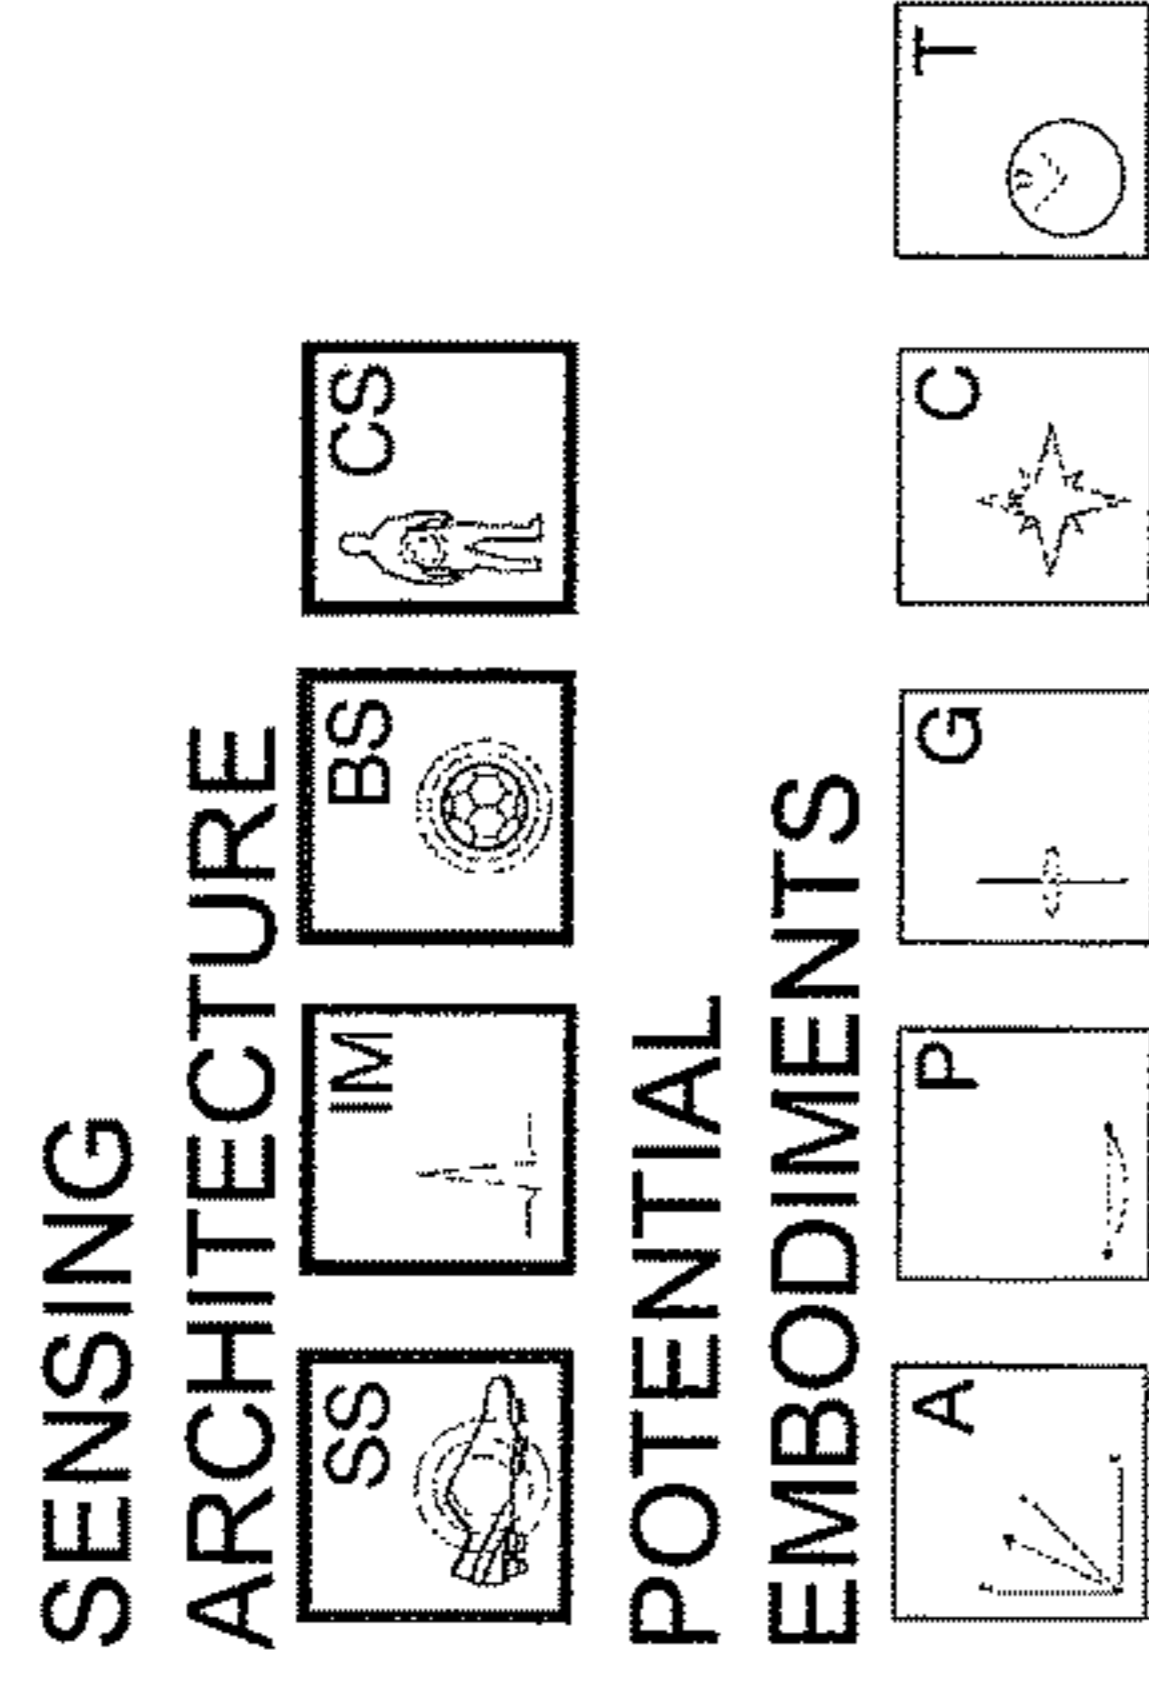 SENSING
ARCHITECTURE
SS IM BS CS
POTENTIAL
EMBODIMENTS
A P G C T